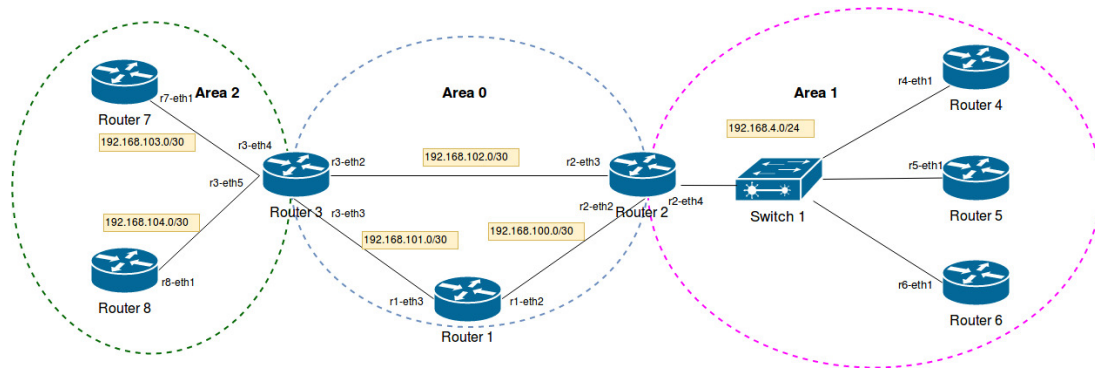 Area 2
r7-eth1
Router 7
192.168.103.0/30
r3-eth4
r3-eth5
192.168.104.0/30
r8-eth1
Router 8
Area 0
r3-eth2
192.168.102.0/30
r2-eth3
Router 3
r3-eth3
192.168.101.0/30
192.168.100.0/30
r2-eth2
Router 2
r2-eth4
r1-eth3
r1-eth2
Router 1
Area 1
192.168.4.0/24
Switch 1
r4-eth1
Router 4
r5-eth1
Router 5
r6-eth1
Router 6